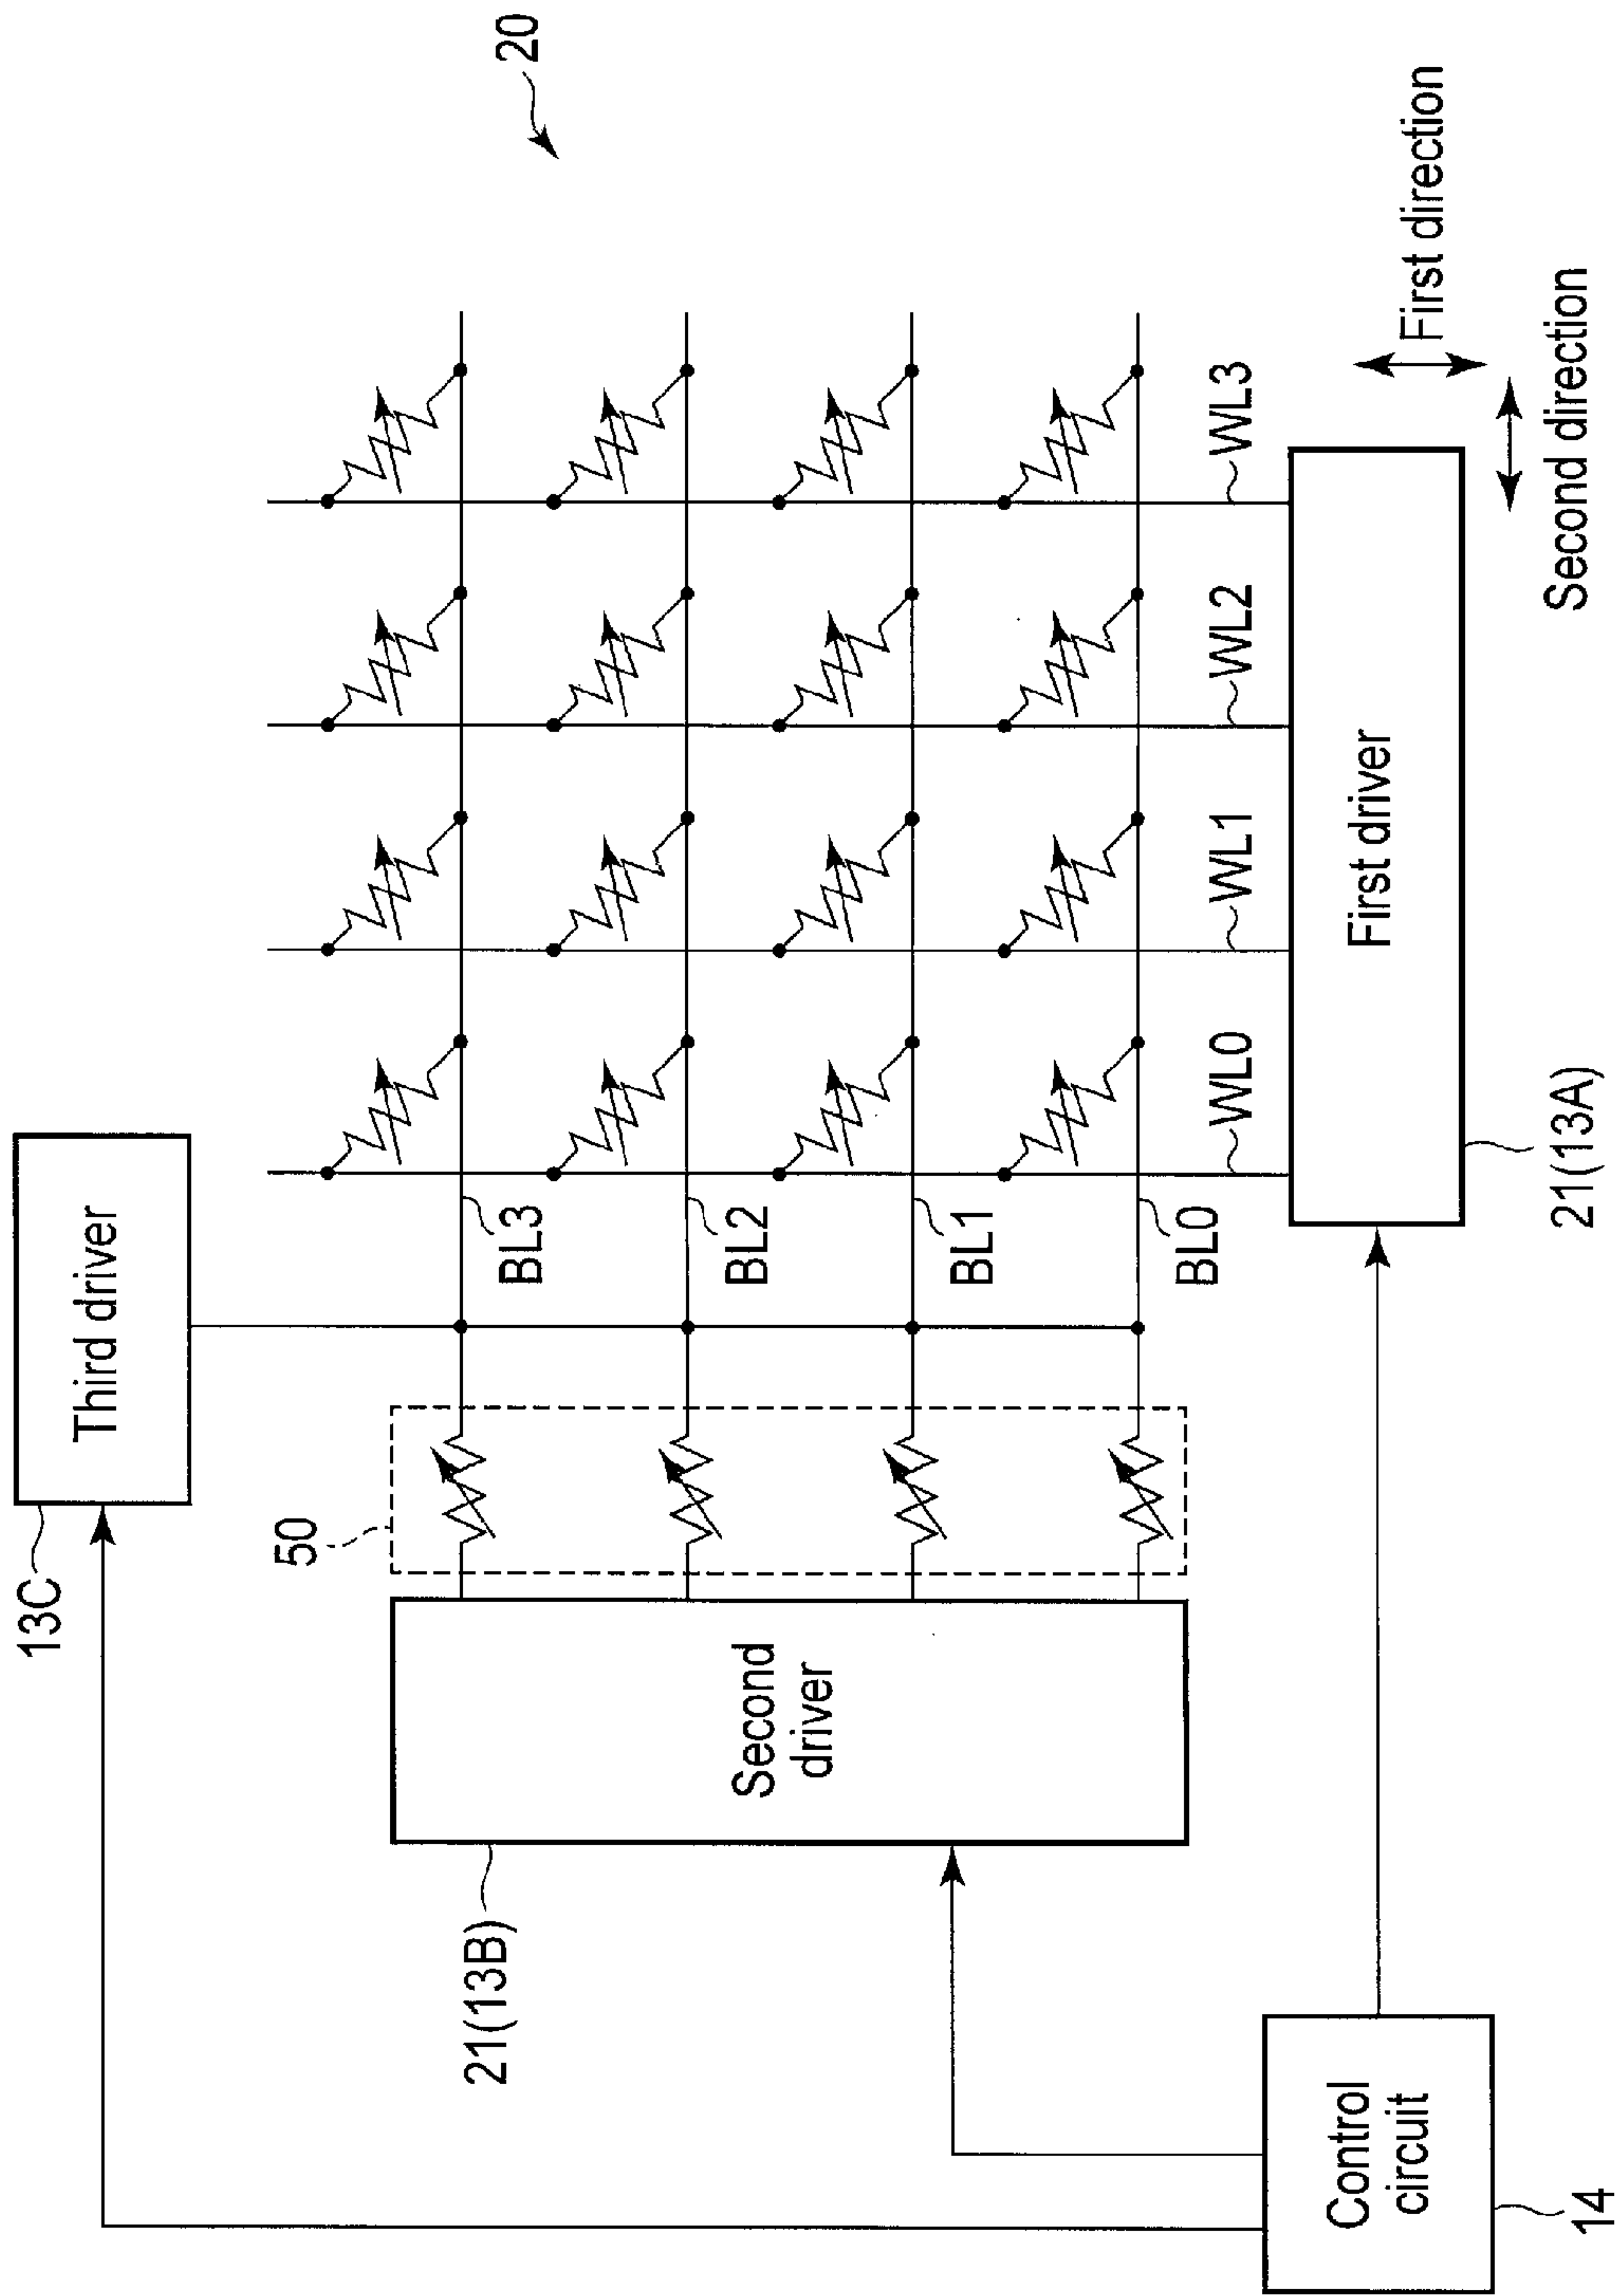 13C
Third driver
50
20
21(13B)
BL3
Second
driver
BL2
BL1
BL0
WL0
WL1
WL2
WL3
Control
circuit
First driver
First direction
14
21(13A)
Second direction